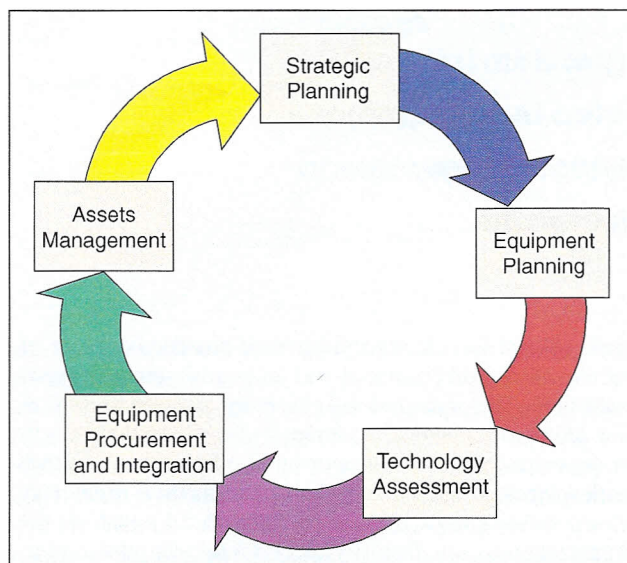 Strategic
Planning
Equipment
Planning
Technology
Assessment
Equipment
Procurement
and Integration
Assets
Management